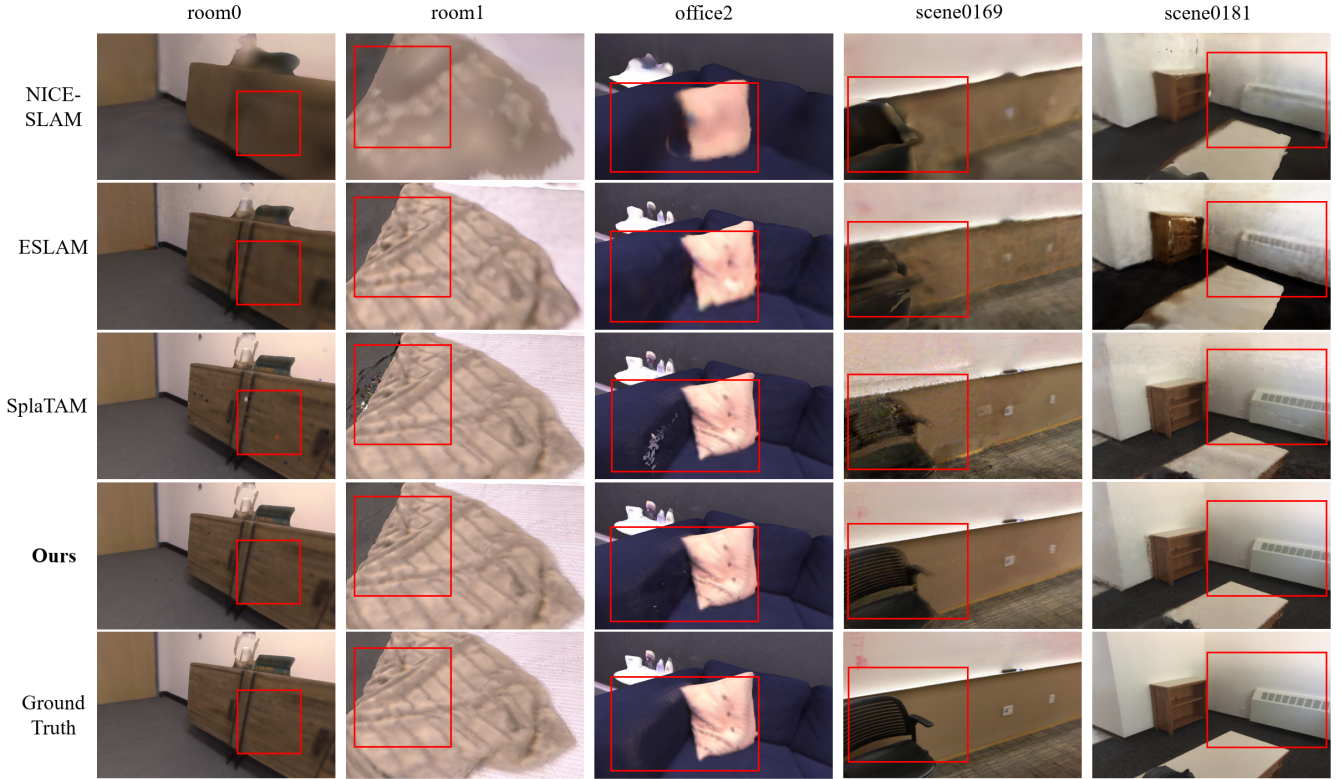 room0
room1
office2
scene0169
scene0181
NICE-
SLAM
ESLAM
SplaTAM
Ours
Ground
Truth